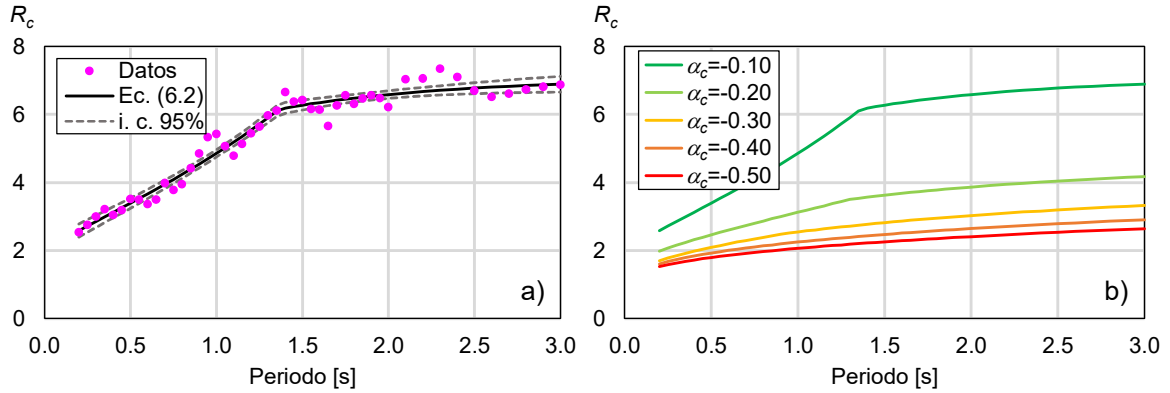 R_c
8
6
4
2
0
0.0 0.5 1.0 1.5 2.0 2.5 3.0
Periodo [s]
Datos
Ec. (6.2)
i. c. 95%
a)
R_c
8
6
4
2
0
0.0 0.5 1.0 1.5 2.0 2.5 3.0
Periodo [s]
α_c=-0.10
α_c=-0.20
α_c=-0.30
α_c=-0.40
α_c=-0.50
b)